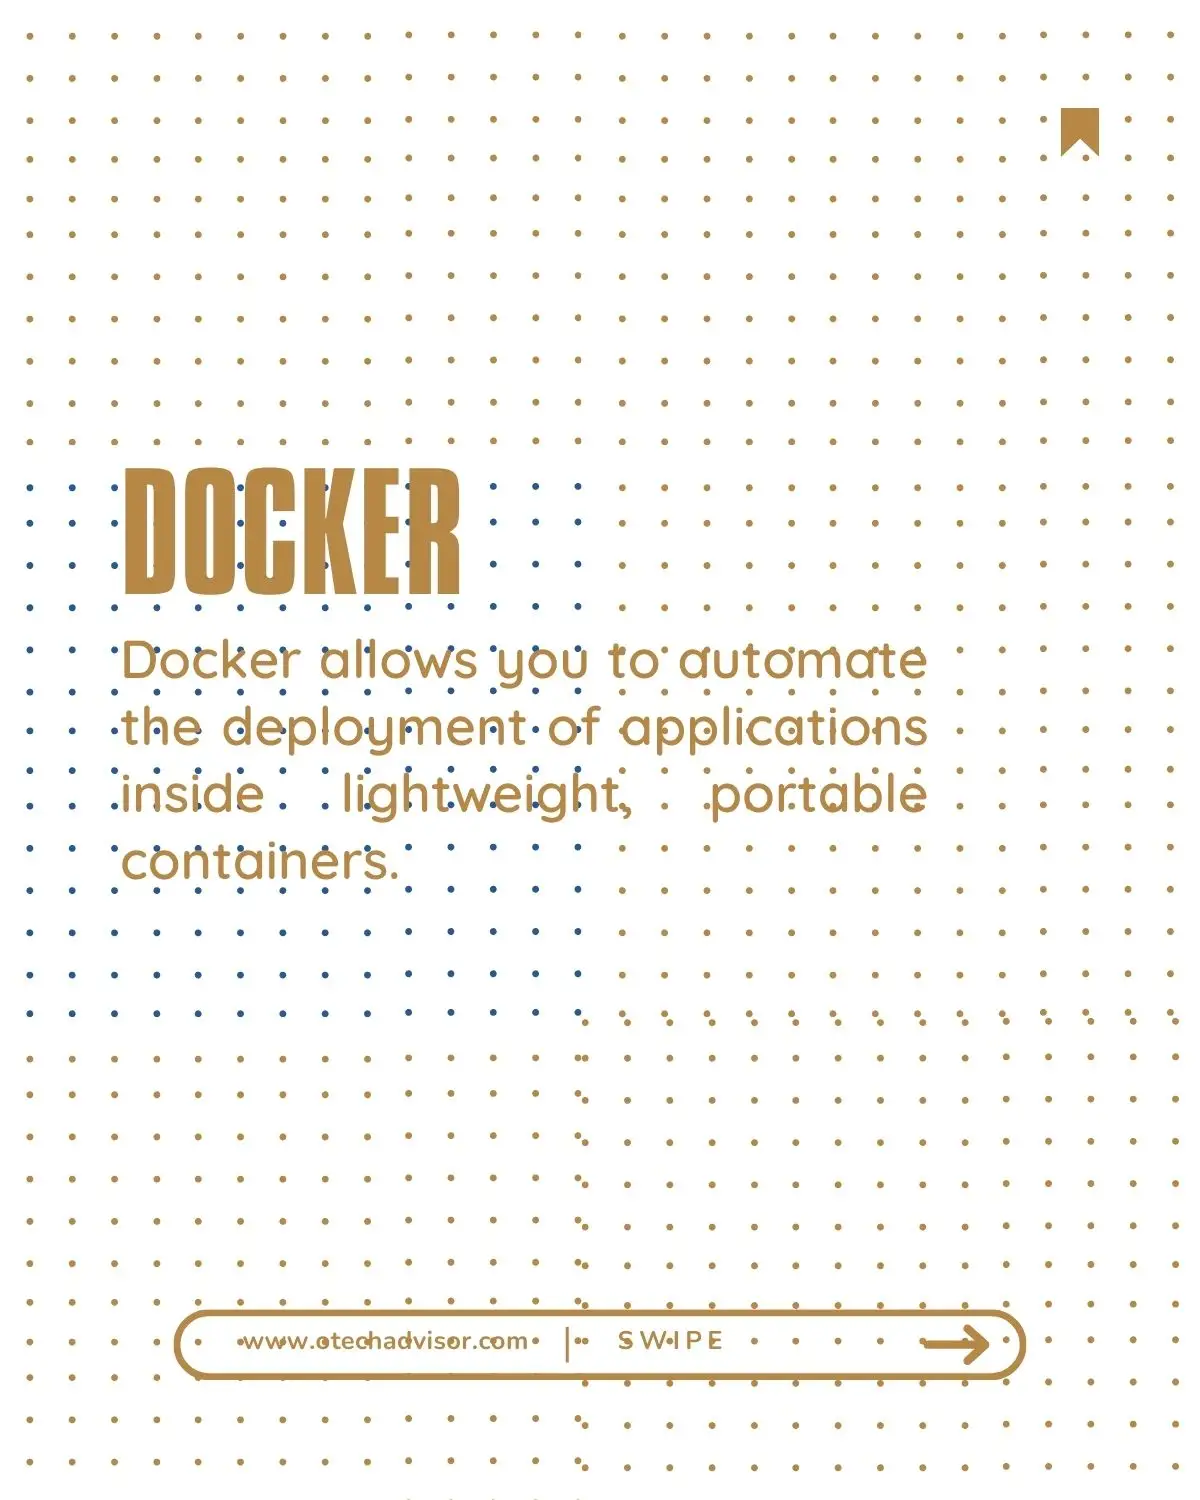 DOCKER
Docker allows you to automate
the deployment of applications
inside lightweight, portable
containers.
www.otechadvisor.com | SWIPE